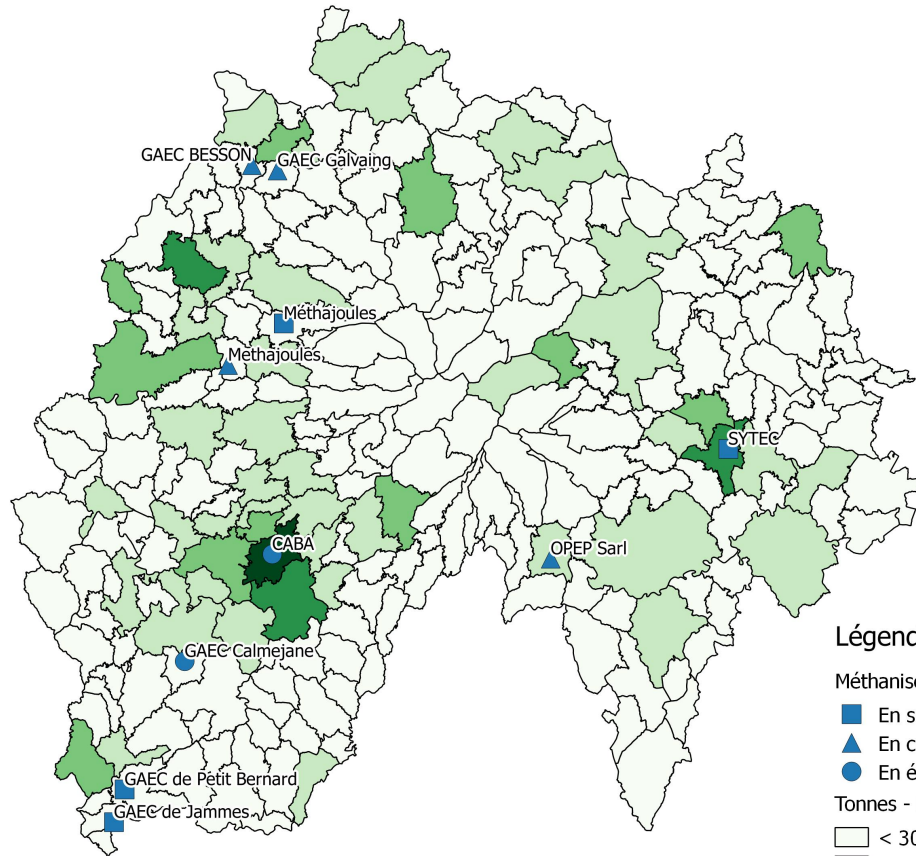 GAEC BESSON
GAEC Galvaing
Méthajoules
Methajoules
SYTEC
CABA
OPEP Sarl
GAEC Calmejane
GAEC de Petit Bernard
GAEC de Jammes
Légend
Méthanise
En s
En c
En é
Tonnes -
< 30